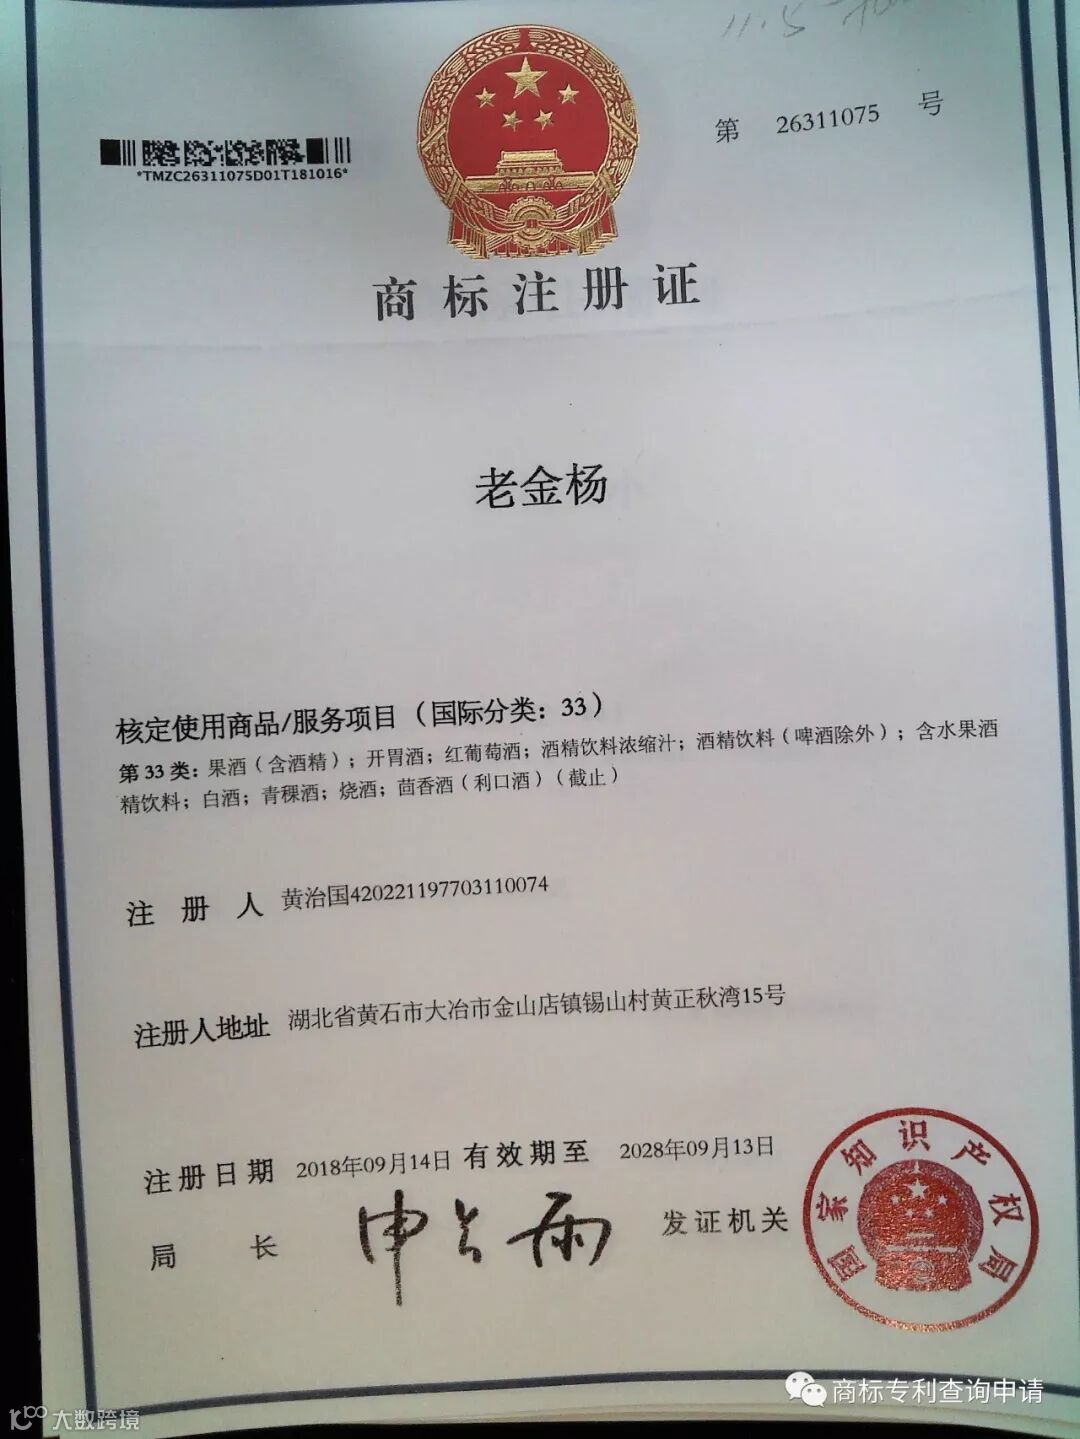 11.5
第 26311075 号
*TMZC26311075D01T181016*
商标注册证
老金杨
核定使用商品/服务项目（国际分类：33）
第33类：果酒（含酒精）；开胃酒；红葡萄酒；酒精饮料浓缩汁；酒精饮料（啤酒除外）；含水果酒
精饮料；白酒；青稞酒；烧酒；茴香酒（利口酒）（截止）
注册人 黄治国420221197703110074
注册人地址 湖北省黄石市大冶市金山店镇锡山村黄正秋湾15号
注册日期 2018年09月14日 有效期至 2028年09月13日
局长 申长雨 发证机关
国家知识产权局
商标专利查询申请
大数跨境